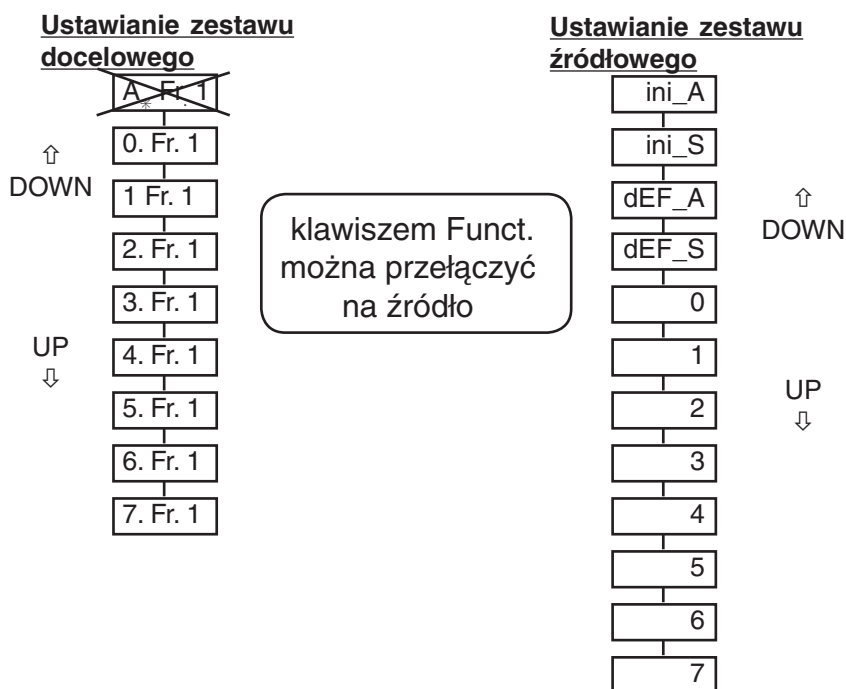 Ustawianie zestawu
docelowego
A. Fr. 1
*
0. Fr. 1
1 Fr. 1
2. Fr. 1
3. Fr. 1
4. Fr. 1
5. Fr. 1
6. Fr. 1
7. Fr. 1
⇧
DOWN
UP
⇩
klawiszem Funct.
można przełączyć
na źródło
Ustawianie zestawu
źródłowego
ini_A
ini_S
dEF_A
dEF_S
0
1
2
3
4
5
6
7
⇧
DOWN
UP
⇩